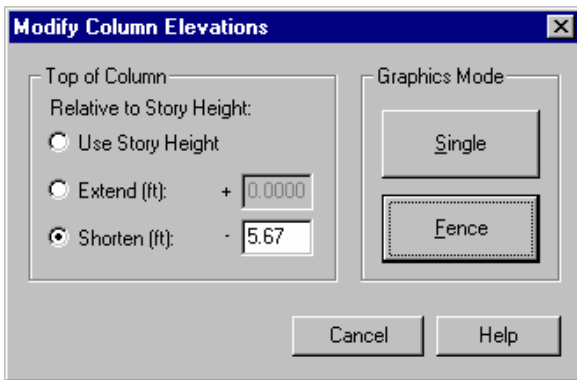 Modify Column Elevations
Top of Column
Relative to Story Height:
Use Story Height
Extend (ft): + 0.0000
Shorten (ft): - 5.67
Graphics Mode
Single
Fence
Cancel
Help